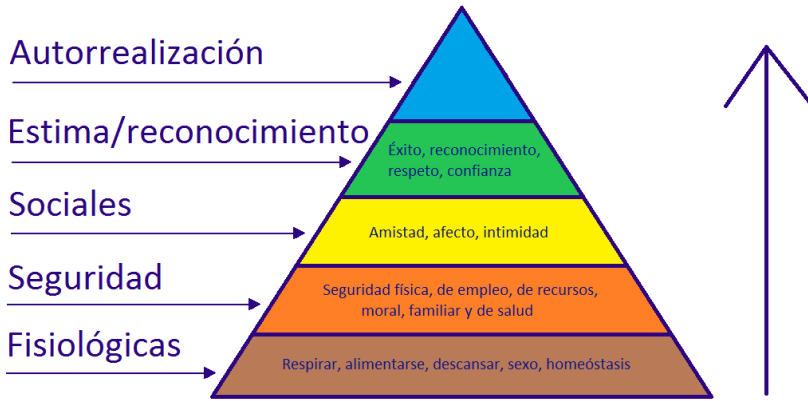 Autorrealización
Estima/reconocimiento
Éxito, reconocimiento,
respeto, confianza
Sociales
Amistad, afecto, intimidad
Seguridad
Seguridad física, de empleo, de recursos,
moral, familiar y de salud
Fisiológicas
Respirar, alimentarse, descansar, sexo, homeóstasis